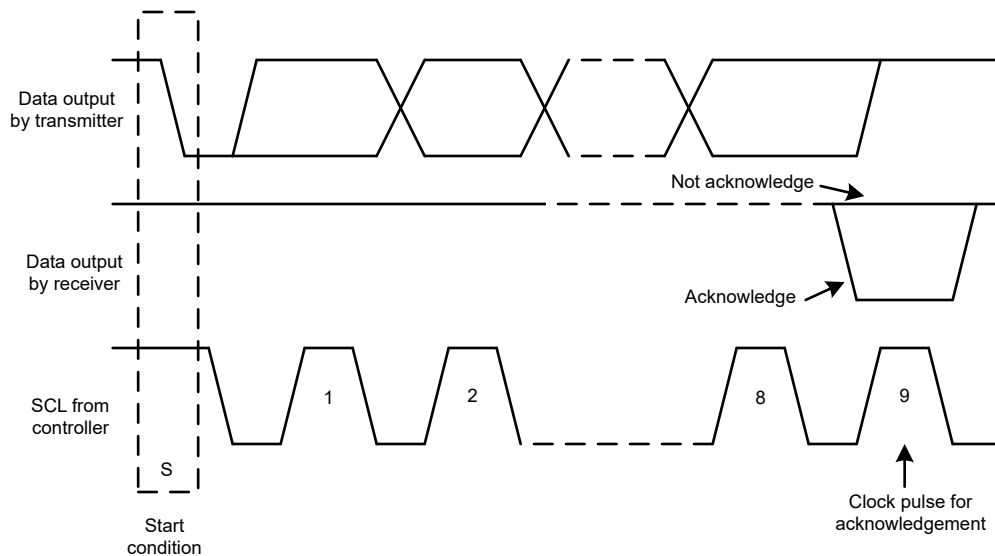 Data output
by transmitter
Not acknowledge
Data output
by receiver
Acknowledge
SCL from
controller
1
2
8
9
S
Start
condition
Clock pulse for
acknowledgement